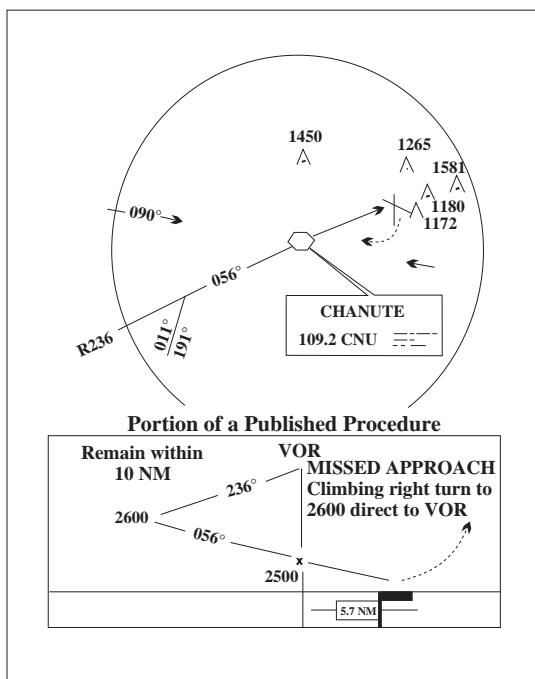 1450
1265
1581
1180
1172
090°
056°
R236
011°
191°
CHANUTE
109.2 CNU
Portion of a Published Procedure
Remain within
10 NM
VOR
MISSED APPROACH
Climbing right turn to
2600 direct to VOR
236°
2600
056°
x
2500
5.7 NM